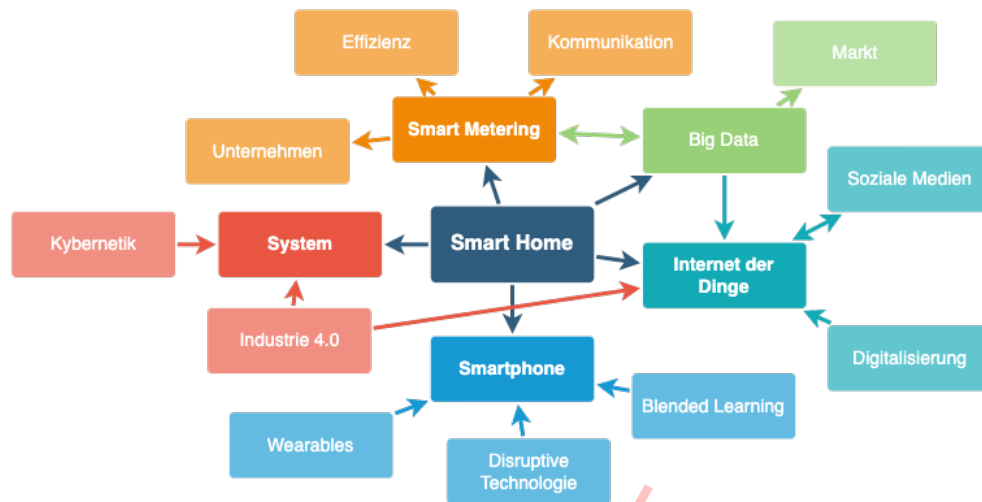 Effizienz
Kommunikation
Markt
Smart Metering
Unternehmen
Big Data
Soziale Medien
Kybernetik
System
Smart Home
Internet der
Dinge
Industrie 4.0
Digitalisierung
Smartphone
Blended Learning
Wearables
Disruptive
Technologie